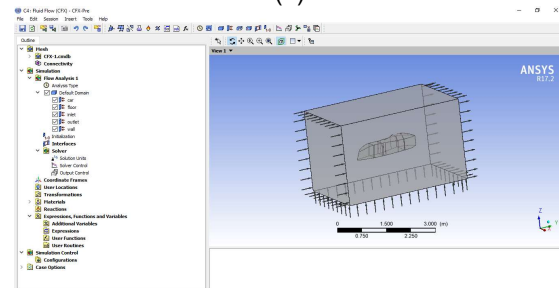 C4: Fluid Flow (CFX) - CFX-Pre
File Edit Session Insert Tools Help
Outline
Mesh
CFX-1.cmdb
Connectivity
Simulation
Flow Analysis 1
Analysis Type
Default Domain
car
floor
inlet
outlet
wall
Initialization
Interfaces
Solver
Solution Units
Solver Control
Output Control
Coordinate Frames
User Locations
Transformations
Materials
Reactions
Expressions, Functions and Variables
Additional Variables
Expressions
User Functions
User Routines
Simulation Control
Configurations
Case Options
View 1
ANSYS
R17.2
0 1.500 3.000 (m)
0.750 2.250
Z
Y
X